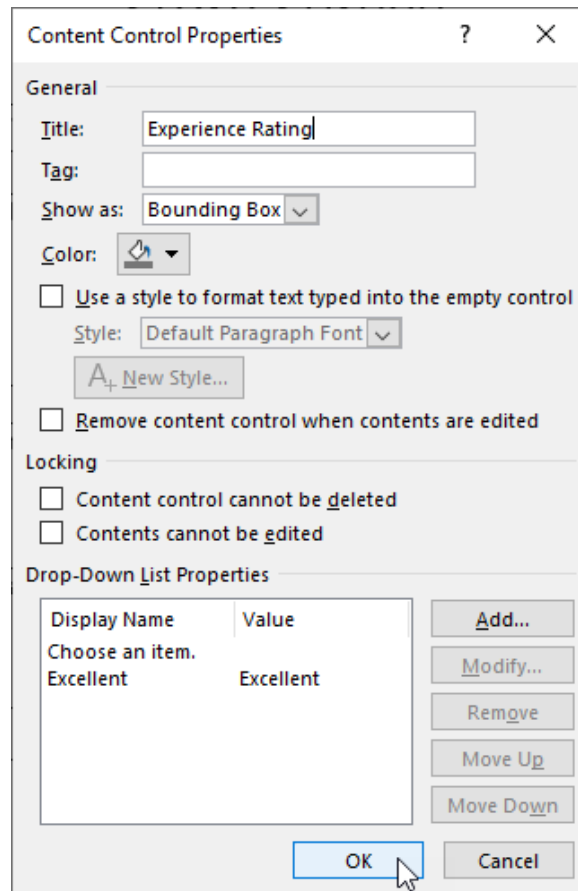 Content Control Properties ? ×
General
Title: Experience Rating
Tag:
Show as: Bounding Box
Color:
Use a style to format text typed into the empty control
Style: Default Paragraph Font
A+ New Style...
Remove content control when contents are edited
Locking
Content control cannot be deleted
Contents cannot be edited
Drop-Down List Properties
Display Name Value Add...
Choose an item.
Excellent Excellent Modify...
Remove
Move Up
Move Down
OK Cancel